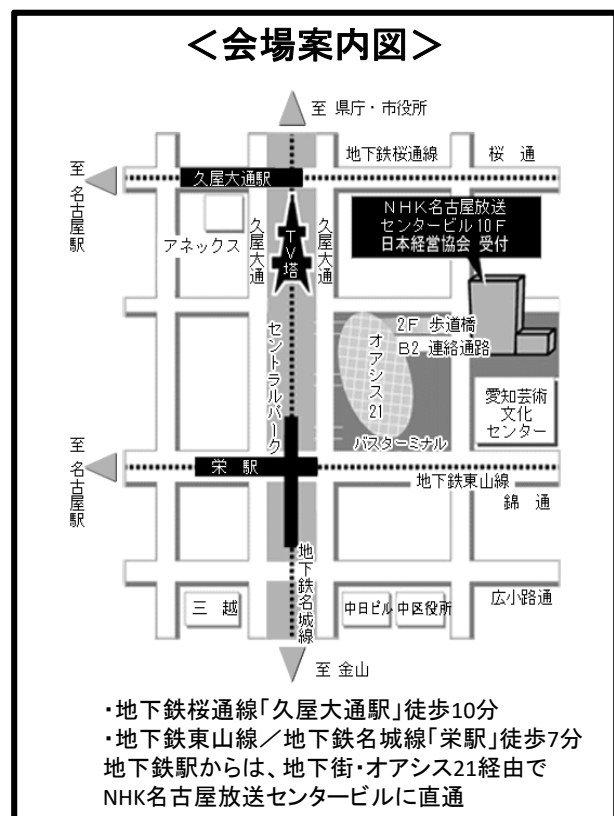 ＜会場案内図＞
至 県庁・市役所
地下鉄桜通線
桜 通
久屋大通駅
至 名古屋駅
アネックス
久屋大通
TV塔
久屋大通
NHK名古屋放送
センタービル10F
日本経営協会 受付
セントラルパーク
オアシス21
2F 歩道橋
B2 連絡通路
愛知芸術
文化
センター
バスターミナル
至 名古屋駅
栄 駅
地下鉄東山線
錦 通
地下鉄名城線
三 越
中日ビル
中区役所
広小路通
至 金山
・地下鉄桜通線「久屋大通駅」徒歩10分
・地下鉄東山線／地下鉄名城線「栄駅」徒歩7分
地下鉄駅からは、地下街・オアシス21経由で
NHK名古屋放送センタービルに直通